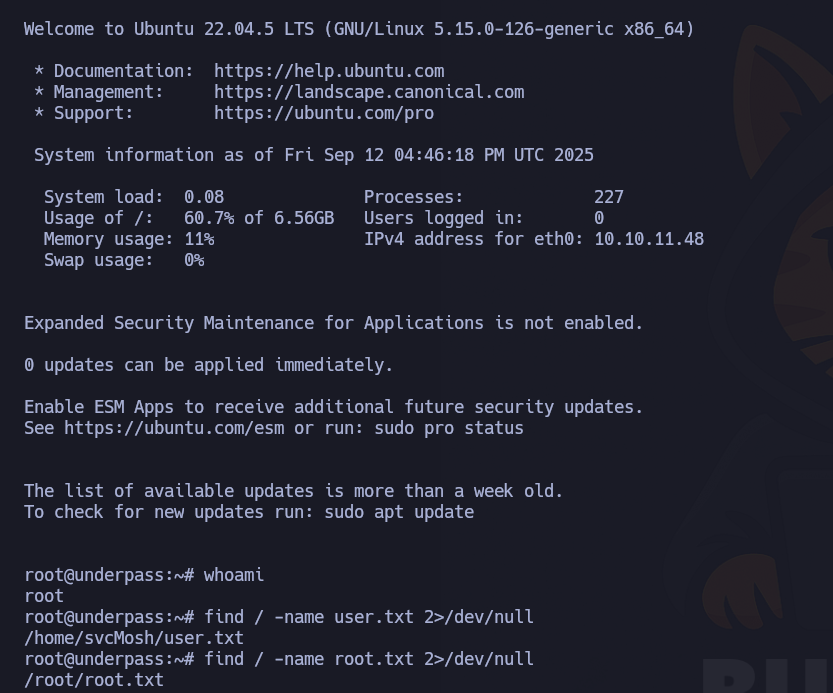 Welcome to Ubuntu 22.04.5 LTS (GNU/Linux 5.15.0-126-generic x86_64)
* Documentation:  https://help.ubuntu.com
* Management:     https://landscape.canonical.com
* Support:        https://ubuntu.com/pro
System information as of Fri Sep 12 04:46:18 PM UTC 2025
System load:  0.08              Processes:             227
Usage of /:   60.7% of 6.56GB   Users logged in:       0
Memory usage: 11%               IPv4 address for eth0: 10.10.11.48
Swap usage:   0%
Expanded Security Maintenance for Applications is not enabled.
0 updates can be applied immediately.
Enable ESM Apps to receive additional future security updates.
See https://ubuntu.com/esm or run: sudo pro status
The list of available updates is more than a week old.
To check for new updates run: sudo apt update
root@underpass:~# whoami
root
root@underpass:~# find / -name user.txt 2>/dev/null
/home/svcMosh/user.txt
root@underpass:~# find / -name root.txt 2>/dev/null
/root/root.txt